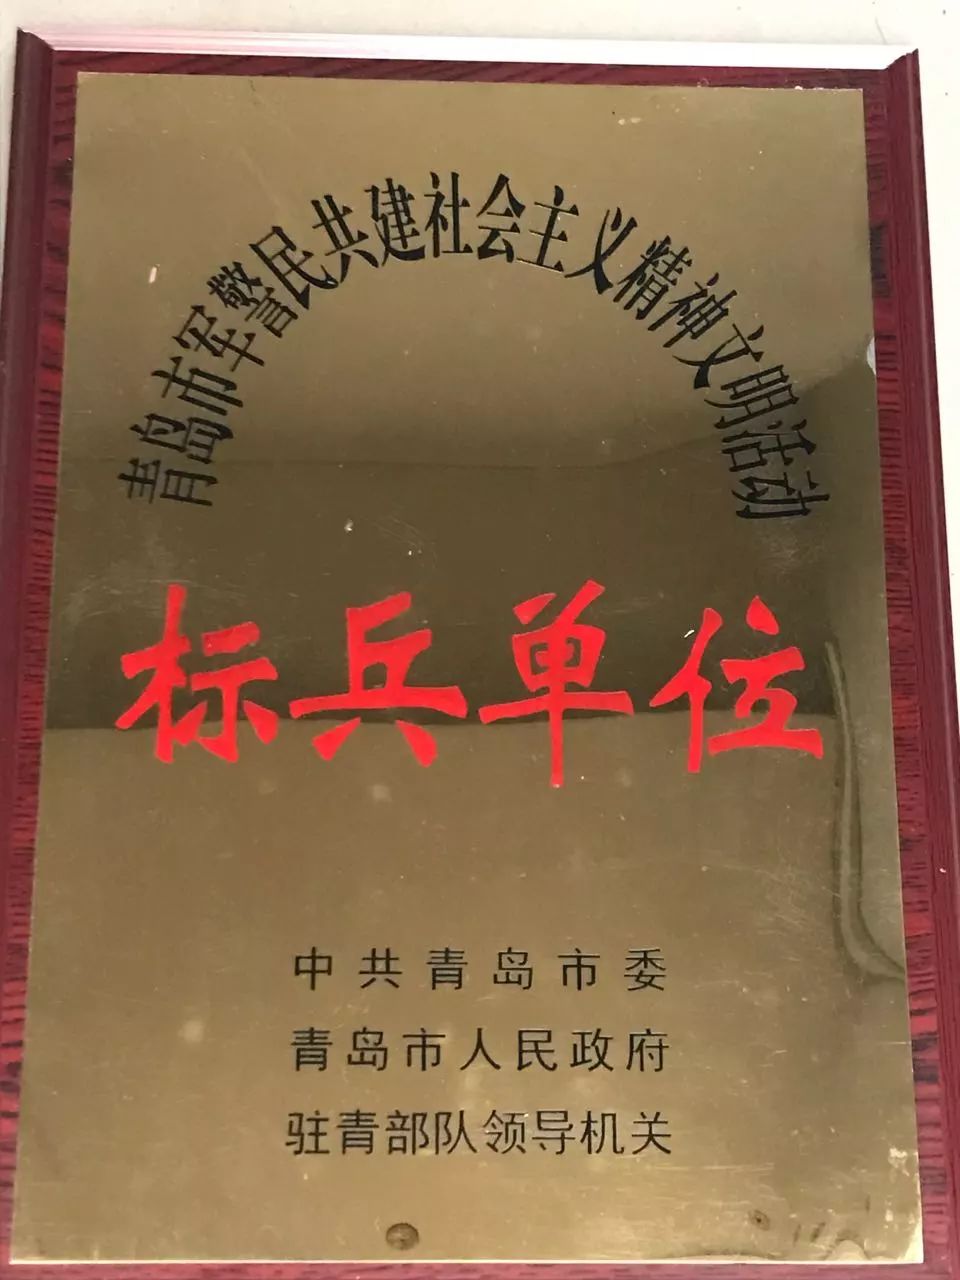 青岛市军警民共建社会主义精神文明活动
标兵单位
中共青岛市委
青岛市人民政府
驻青部队领导机关